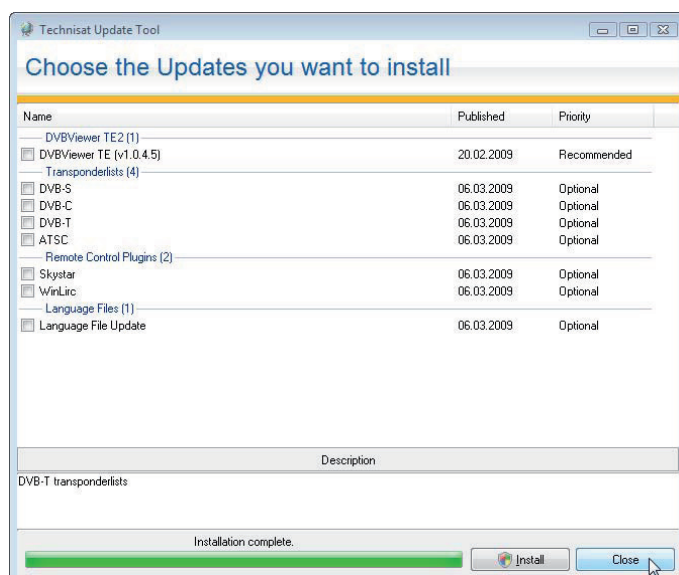 Technisat Update Tool
Choose the Updates you want to install
Name Published Priority
DVBViewer TE2 (1)
DVBViewer TE (v1.0.4.5) 20.02.2009 Recommended
Transponderlists (4)
DVB-S 06.03.2009 Optional
DVB-C 06.03.2009 Optional
DVB-T 06.03.2009 Optional
ATSC 06.03.2009 Optional
Remote Control Plugins (2)
Skystar 06.03.2009 Optional
WinLirc 06.03.2009 Optional
Language Files (1)
Language File Update 06.03.2009 Optional
Description
DVB-T transponderlists
Installation complete.
Install Close